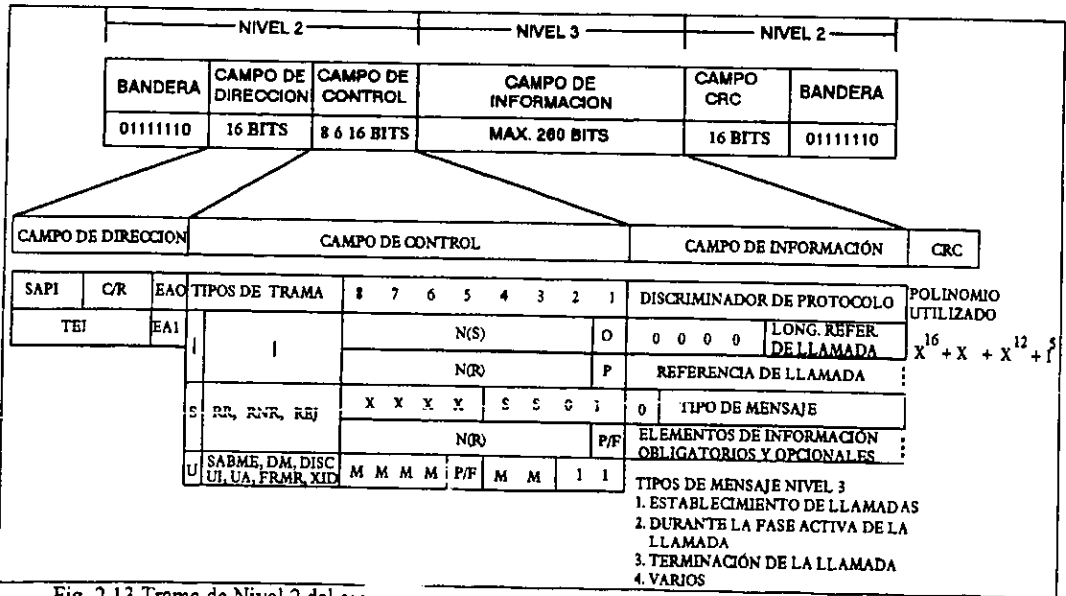 NIVEL 2 NIVEL 3 NIVEL 2
BANDERA CAMPO DE DIRECCION CAMPO DE CONTROL CAMPO DE INFORMACION CAMPO CRC BANDERA
01111110 16 BITS 8 6 16 BITS MAX. 260 BITS 16 BITS 01111110
CAMPO DE DIRECCION CAMPO DE CONTROL CAMPO DE INFORMACIÓN CRC
SAPI C/R EAO TIPOS DE TRAMA 8 7 6 5 4 3 2 1 DISCRIMINADOR DE PROTOCOLO POLINOMIO UTILIZADO
TEI EA1 I I N(S) O 0 0 0 0 LONG. REFER. DE LLAMADA X16 + X + X12 + 15
N(R) P REFERENCIA DE LLAMADA
S RR, RNR, REJ X X X X S S 0 1 0 TIPO DE MENSAJE
N(R) P/F ELEMENTOS DE INFORMACIÓN OBLIGATORIOS Y OPCIONALES
U SABME, DM, DISC UI, UA, FRMR, XID M M M M P/F M M 1 1
TIPOS DE MENSAJE NIVEL 3
1. ESTABLECIMIENTO DE LLAMADAS
2. DURANTE LA FASE ACTIVA DE LA
LLAMADA
3. TERMINACIÓN DE LA LLAMADA
4. VARIOS
Fig. 2.13 Trama de Nivel 2 del